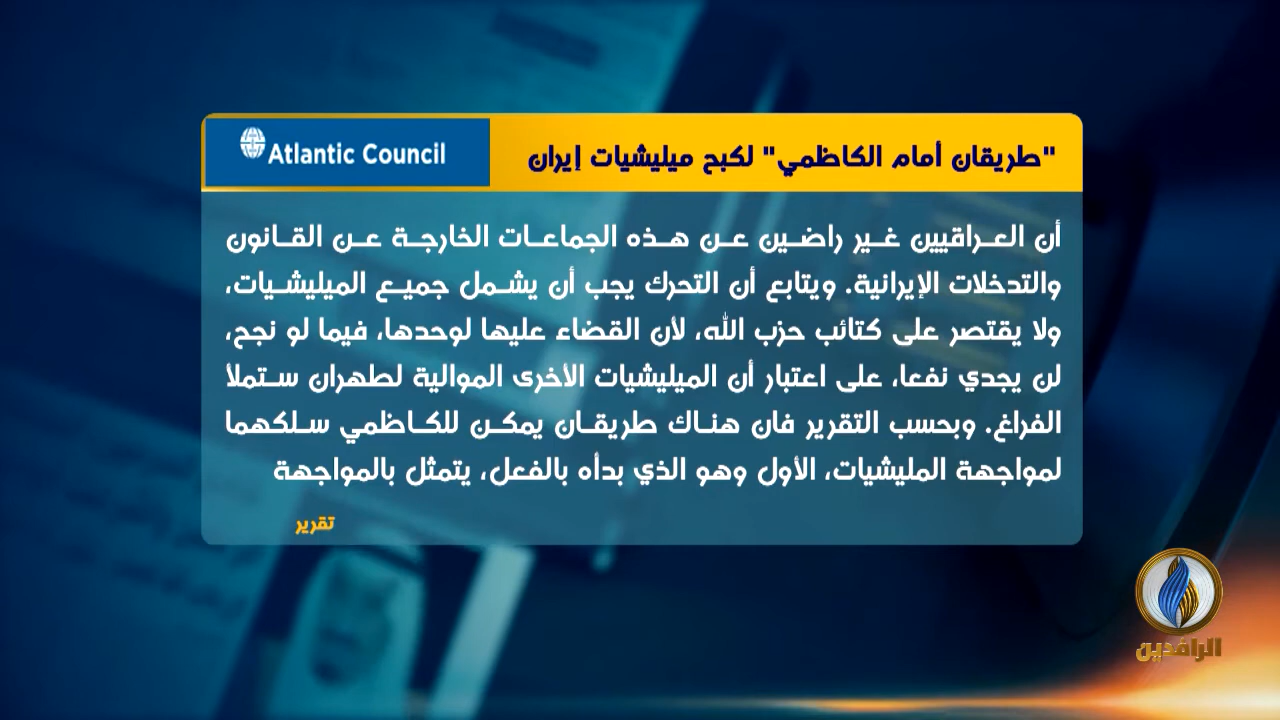 "طريقان أمام الكاظمي" لكبح ميليشيات إيران
Atlantic Council
أن العراقيين غير راضين عن هذه الجماعات الخارجة عن القانون
والتدخلات الإيرانية. ويتابع أن التحرك يجب أن يشمل جميع الميليشيات،
ولا يقتصر على كتائب حزب الله، لأن القضاء عليها لوحدها، فيما لو نجح،
لن يجدي نفعا، على اعتبار أن الميليشيات الأخرى الموالية لطهران ستملأ
الفراغ. وبحسب التقرير فان هناك طريقان يمكن للكاظمي سلكهما
لمواجهة المليشيات، الأول وهو الذي بدأه بالفعل، يتمثل بالمواجهة
تقرير
الرافدين